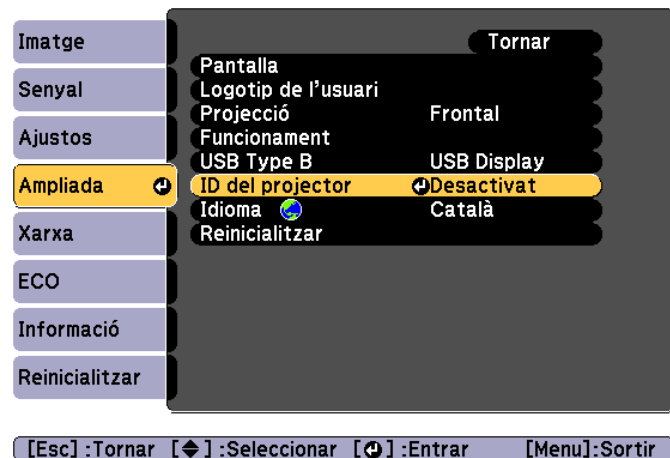 Imatge
Senyal
Ajustos
Ampliada
Xarxa
ECO
Informació
Reinicialitzar
Tornar
Pantalla
Logotip de l'usuari
Projecció Frontal
Funcionament
USB Type B USB Display
ID del projector Desactivat
Idioma Català
Reinicialitzar
[Esc] :Tornar [◆] :Seleccionar [↵] :Entrar [Menu]:Sortir